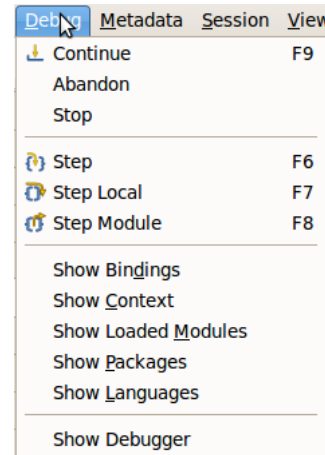 Debug Metadata Session View
Continue F9
Abandon
Stop
Step F6
Step Local F7
Step Module F8
Show Bindings
Show Context
Show Loaded Modules
Show Packages
Show Languages
Show Debugger